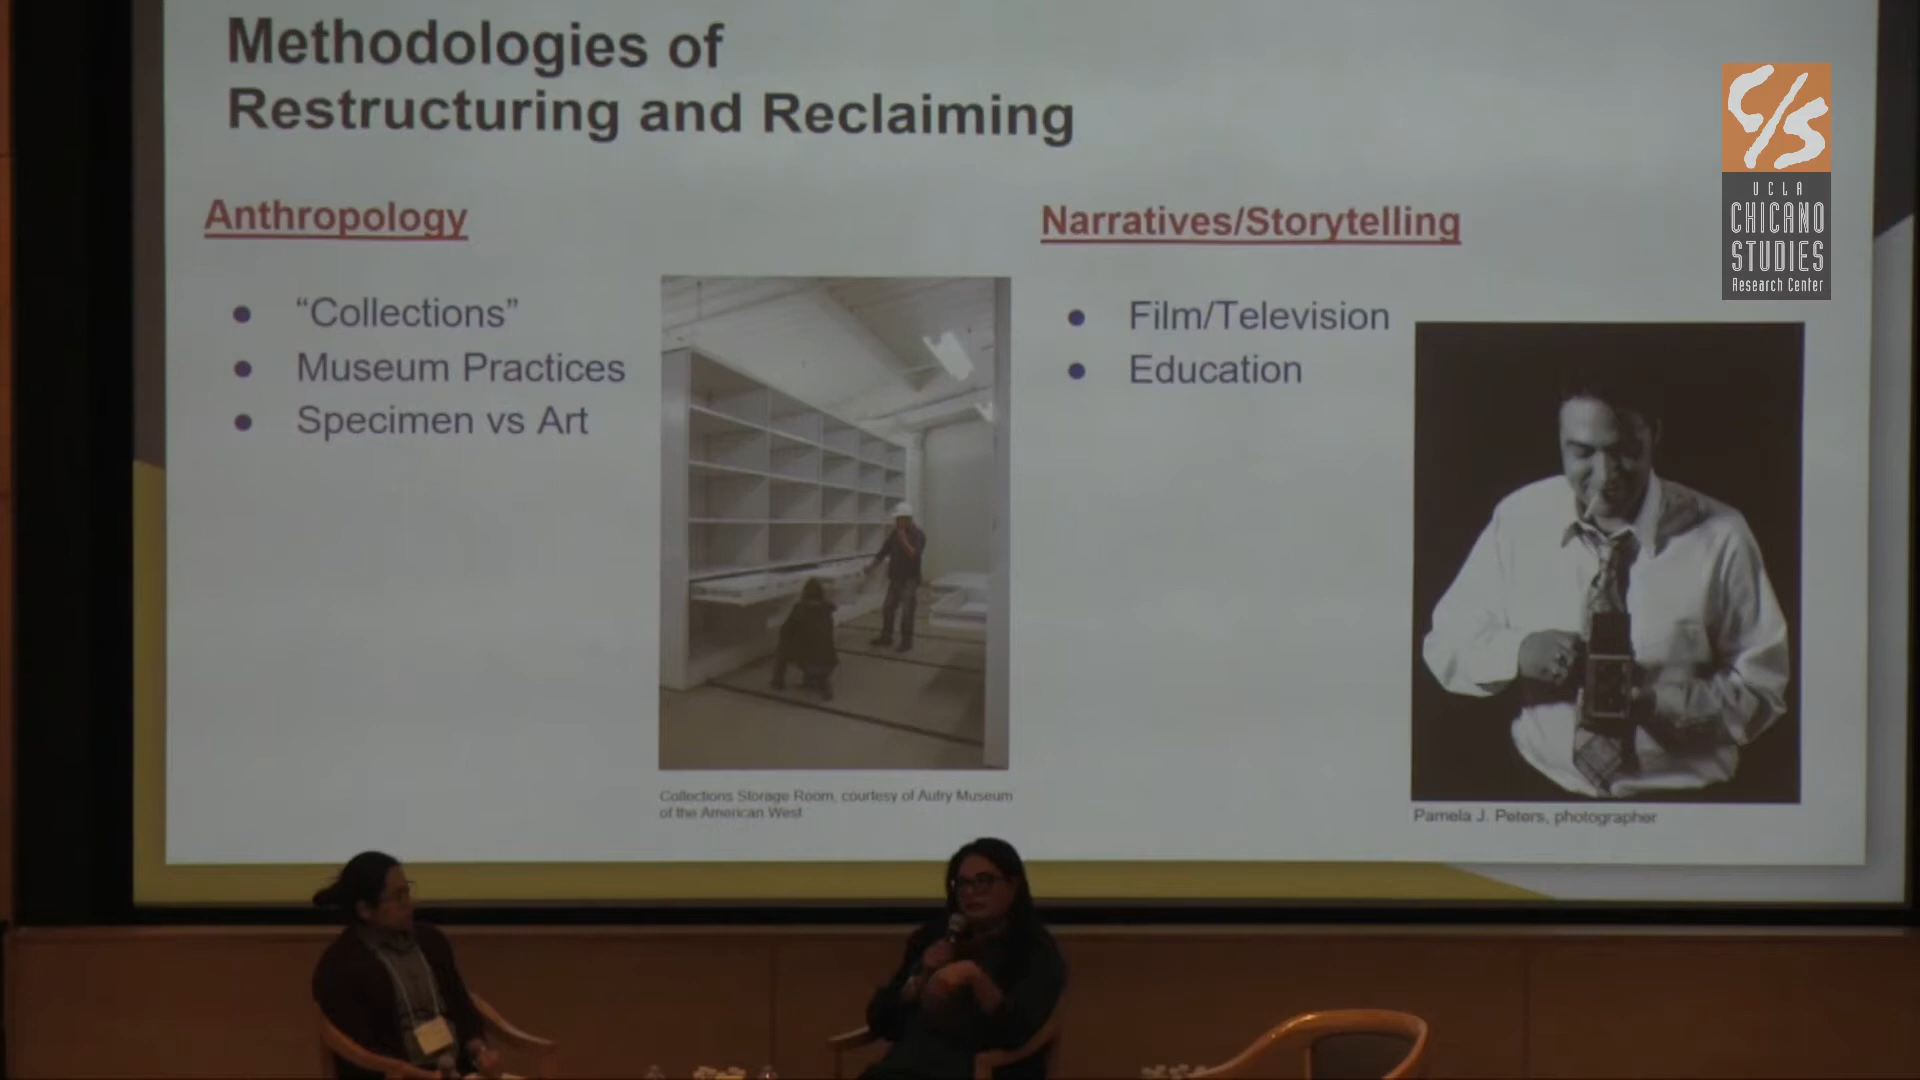 Methodologies of
Restructuring and Reclaiming
Anthropology
“Collections”
Museum Practices
Specimen vs Art
Collections Storage Room, courtesy of Autry Museum
of the American West
Narratives/Storytelling
Film/Television
Education
Pamela J. Peters, photographer
C/S
UCLA
CHICANO
STUDIES
Research Center